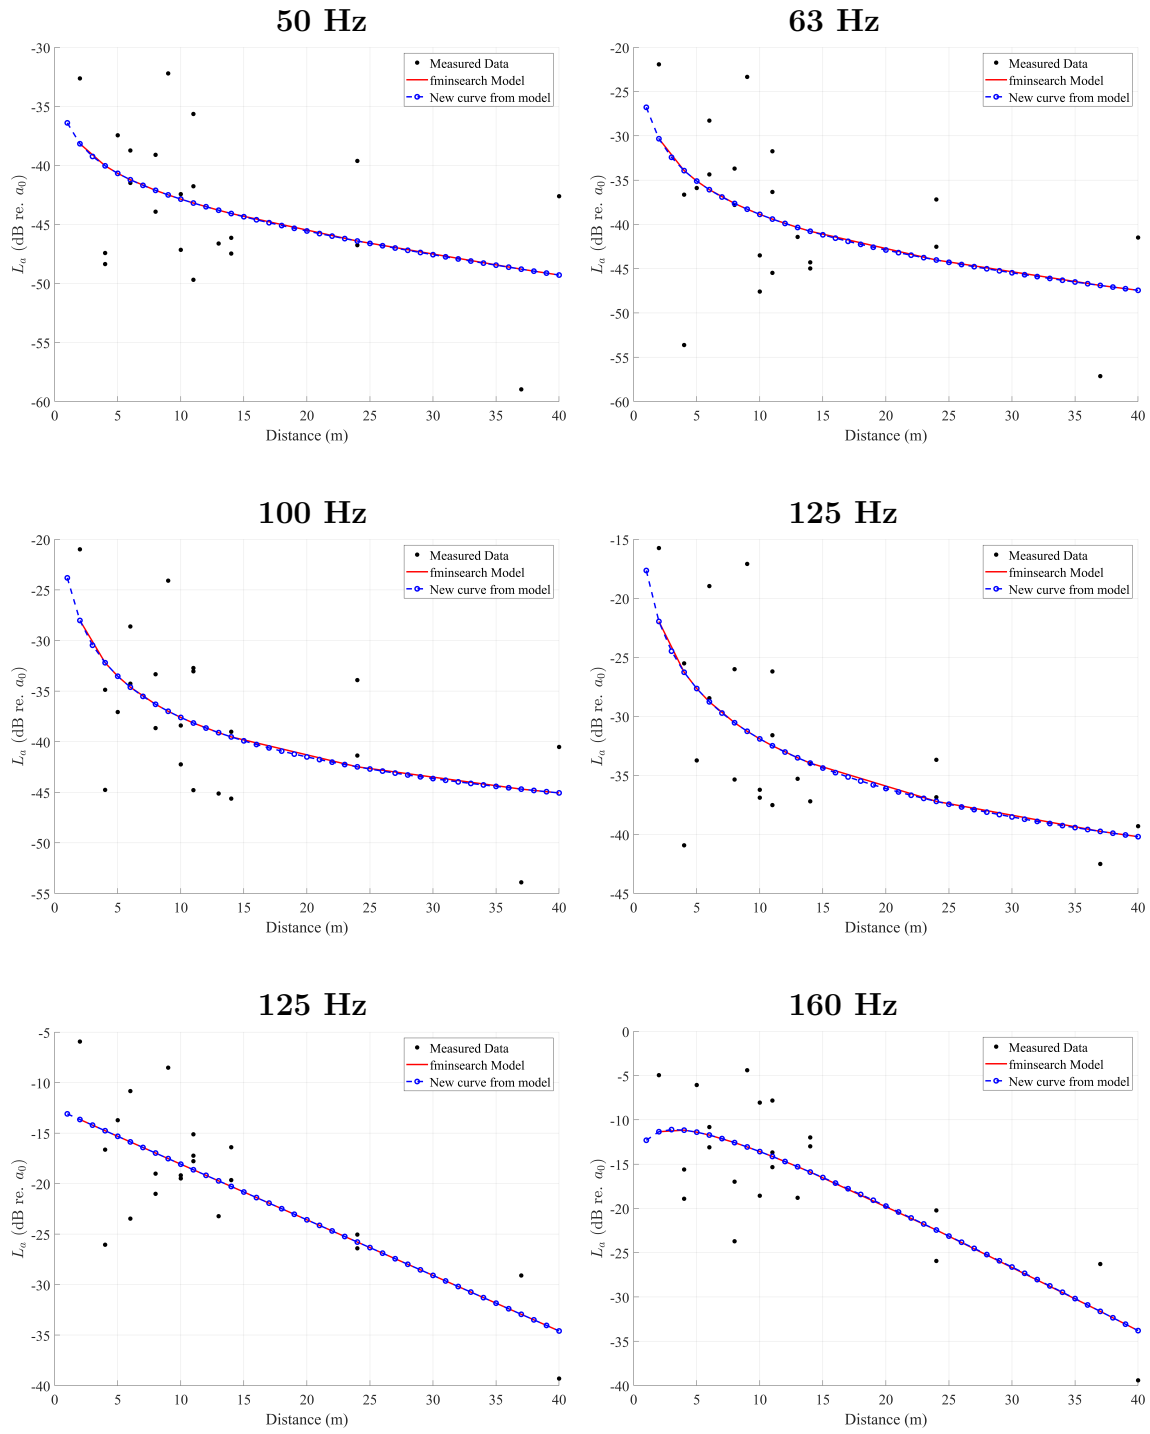 50 Hz
-30
-35
-40
-45
-50
-55
-60
0 5 10 15 20 25 30 35 40
Distance (m)
L_a (dB re. a_0)
Measured Data
fminsearch Model
New curve from model
63 Hz
-20
-25
-30
-35
-40
-45
-50
-55
-60
0 5 10 15 20 25 30 35 40
Distance (m)
L_a (dB re. a_0)
Measured Data
fminsearch Model
New curve from model
100 Hz
-20
-25
-30
-35
-40
-45
-50
-55
0 5 10 15 20 25 30 35 40
Distance (m)
L_a (dB re. a_0)
Measured Data
fminsearch Model
New curve from model
125 Hz
-15
-20
-25
-30
-35
-40
-45
0 5 10 15 20 25 30 35 40
Distance (m)
L_a (dB re. a_0)
Measured Data
fminsearch Model
New curve from model
125 Hz
-5
-10
-15
-20
-25
-30
-35
-40
0 5 10 15 20 25 30 35 40
Distance (m)
L_a (dB re. a_0)
Measured Data
fminsearch Model
New curve from model
160 Hz
0
-5
-10
-15
-20
-25
-30
-35
-40
0 5 10 15 20 25 30 35 40
Distance (m)
L_a (dB re. a_0)
Measured Data
fminsearch Model
New curve from model